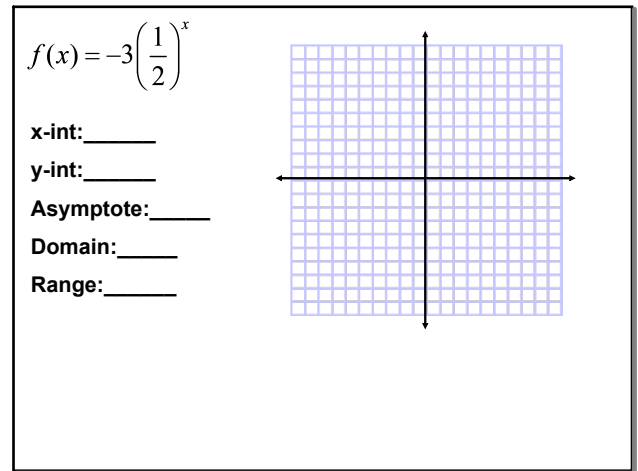 f(x) = −3(1/2)^x
x-int:______
y-int:______
Asymptote:_____
Domain:_____
Range:______